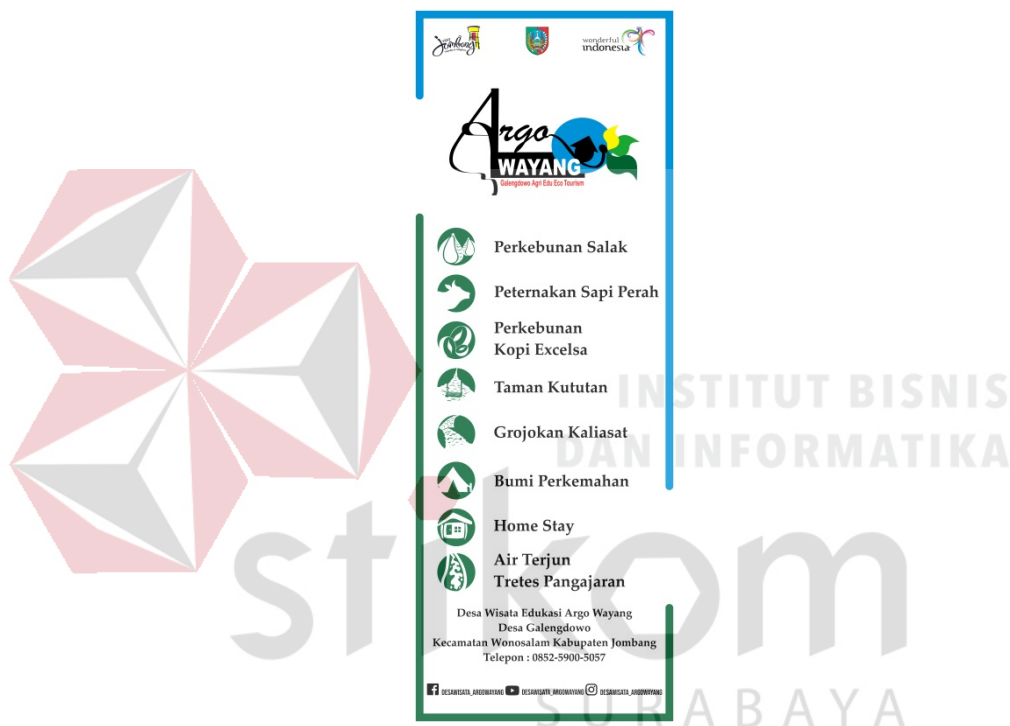 Jombang
wonderful
indonesia
Argo
WAYANG
Galengdowo Agri Edu Eco Tourism
Perkebunan Salak
Peternakan Sapi Perah
Perkebunan
Kopi Excelsa
Taman Kututan
INSTITUT BISNIS
Grojokan Kaliasat
DAN INFORMATIKA
Bumi Perkemahan
Home Stay
stikom
Air Terjun
Tretes Pangajaran
Desa Wisata Edukasi Argo Wayang
Desa Galengdowo
Kecamatan Wonosalam Kabupaten Jombang
Telepon : 0852-5900-5057
DESAWISATA_ARGOWAYANG DESAWISATA_ARGOWAYANG DESAWISATA_ARGOWAYANG
SURABAYA